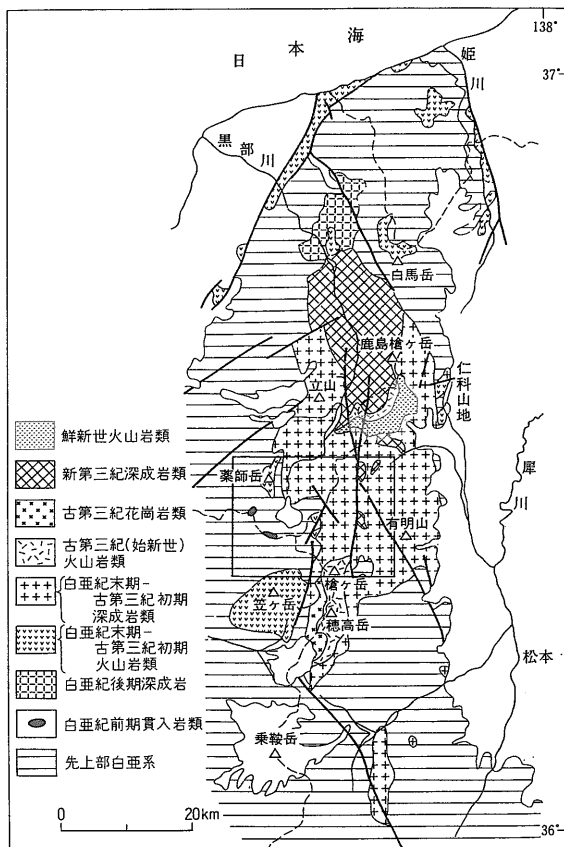 138°
日本海
姫川
37°
黒部川
白馬岳
鹿島槍ヶ岳
仁科山地
立山
鮮新世火山岩類
新第三紀深成岩類
薬師岳
犀川
古第三紀花崗岩類
有明山
古第三紀(始新世)
火山岩類
槍ヶ岳
白亜紀末期−
古第三紀初期
深成岩類
笠ヶ岳
穂高岳
白亜紀末期−
古第三紀初期
火山岩類
松本
白亜紀後期深成岩
白亜紀前期貫入岩類
乗鞍岳
先上部白亜系
0 20km
36°